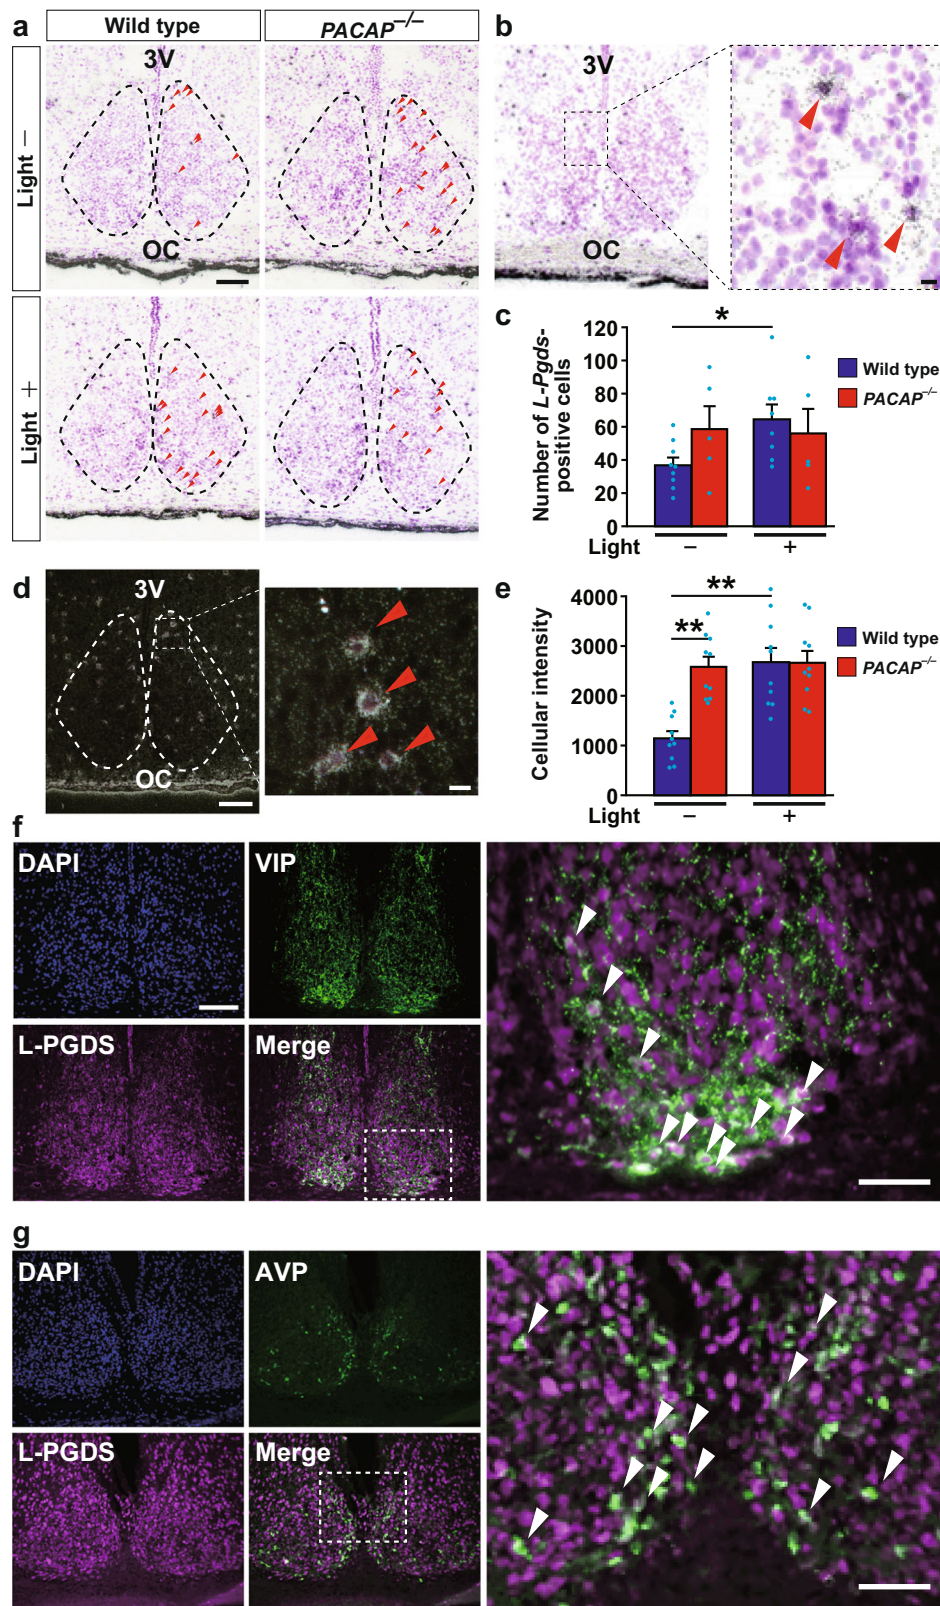 a
Wild type
PACAP–/–
Light –
3V
OC
Light +
b
3V
OC
c
Number of L-Pgds-
positive cells
120
100
80
60
40
20
0
*
Wild type
PACAP–/–
Light
–
+
d
3V
OC
e
Cellular intensity
4000
3000
2000
1000
0
**
**
Wild type
PACAP–/–
Light
–
+
f
DAPI
VIP
L-PGDS
Merge
g
DAPI
AVP
L-PGDS
Merge